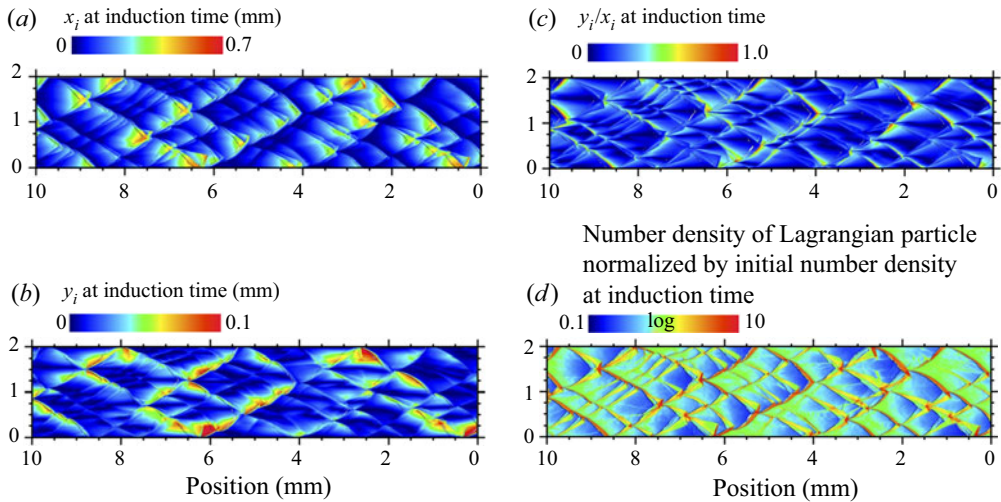 (a) x_i at induction time (mm)
0 0.7
2
1
0
10 8 6 4 2 0
(c) y_i/x_i at induction time
0 1.0
2
1
0
10 8 6 4 2 0
(b) y_i at induction time (mm)
0 0.1
2
1
0
10 8 6 4 2 0
Position (mm)
Number density of Lagrangian particle
normalized by initial number density
(d) at induction time
0.1 log 10
2
1
0
10 8 6 4 2 0
Position (mm)